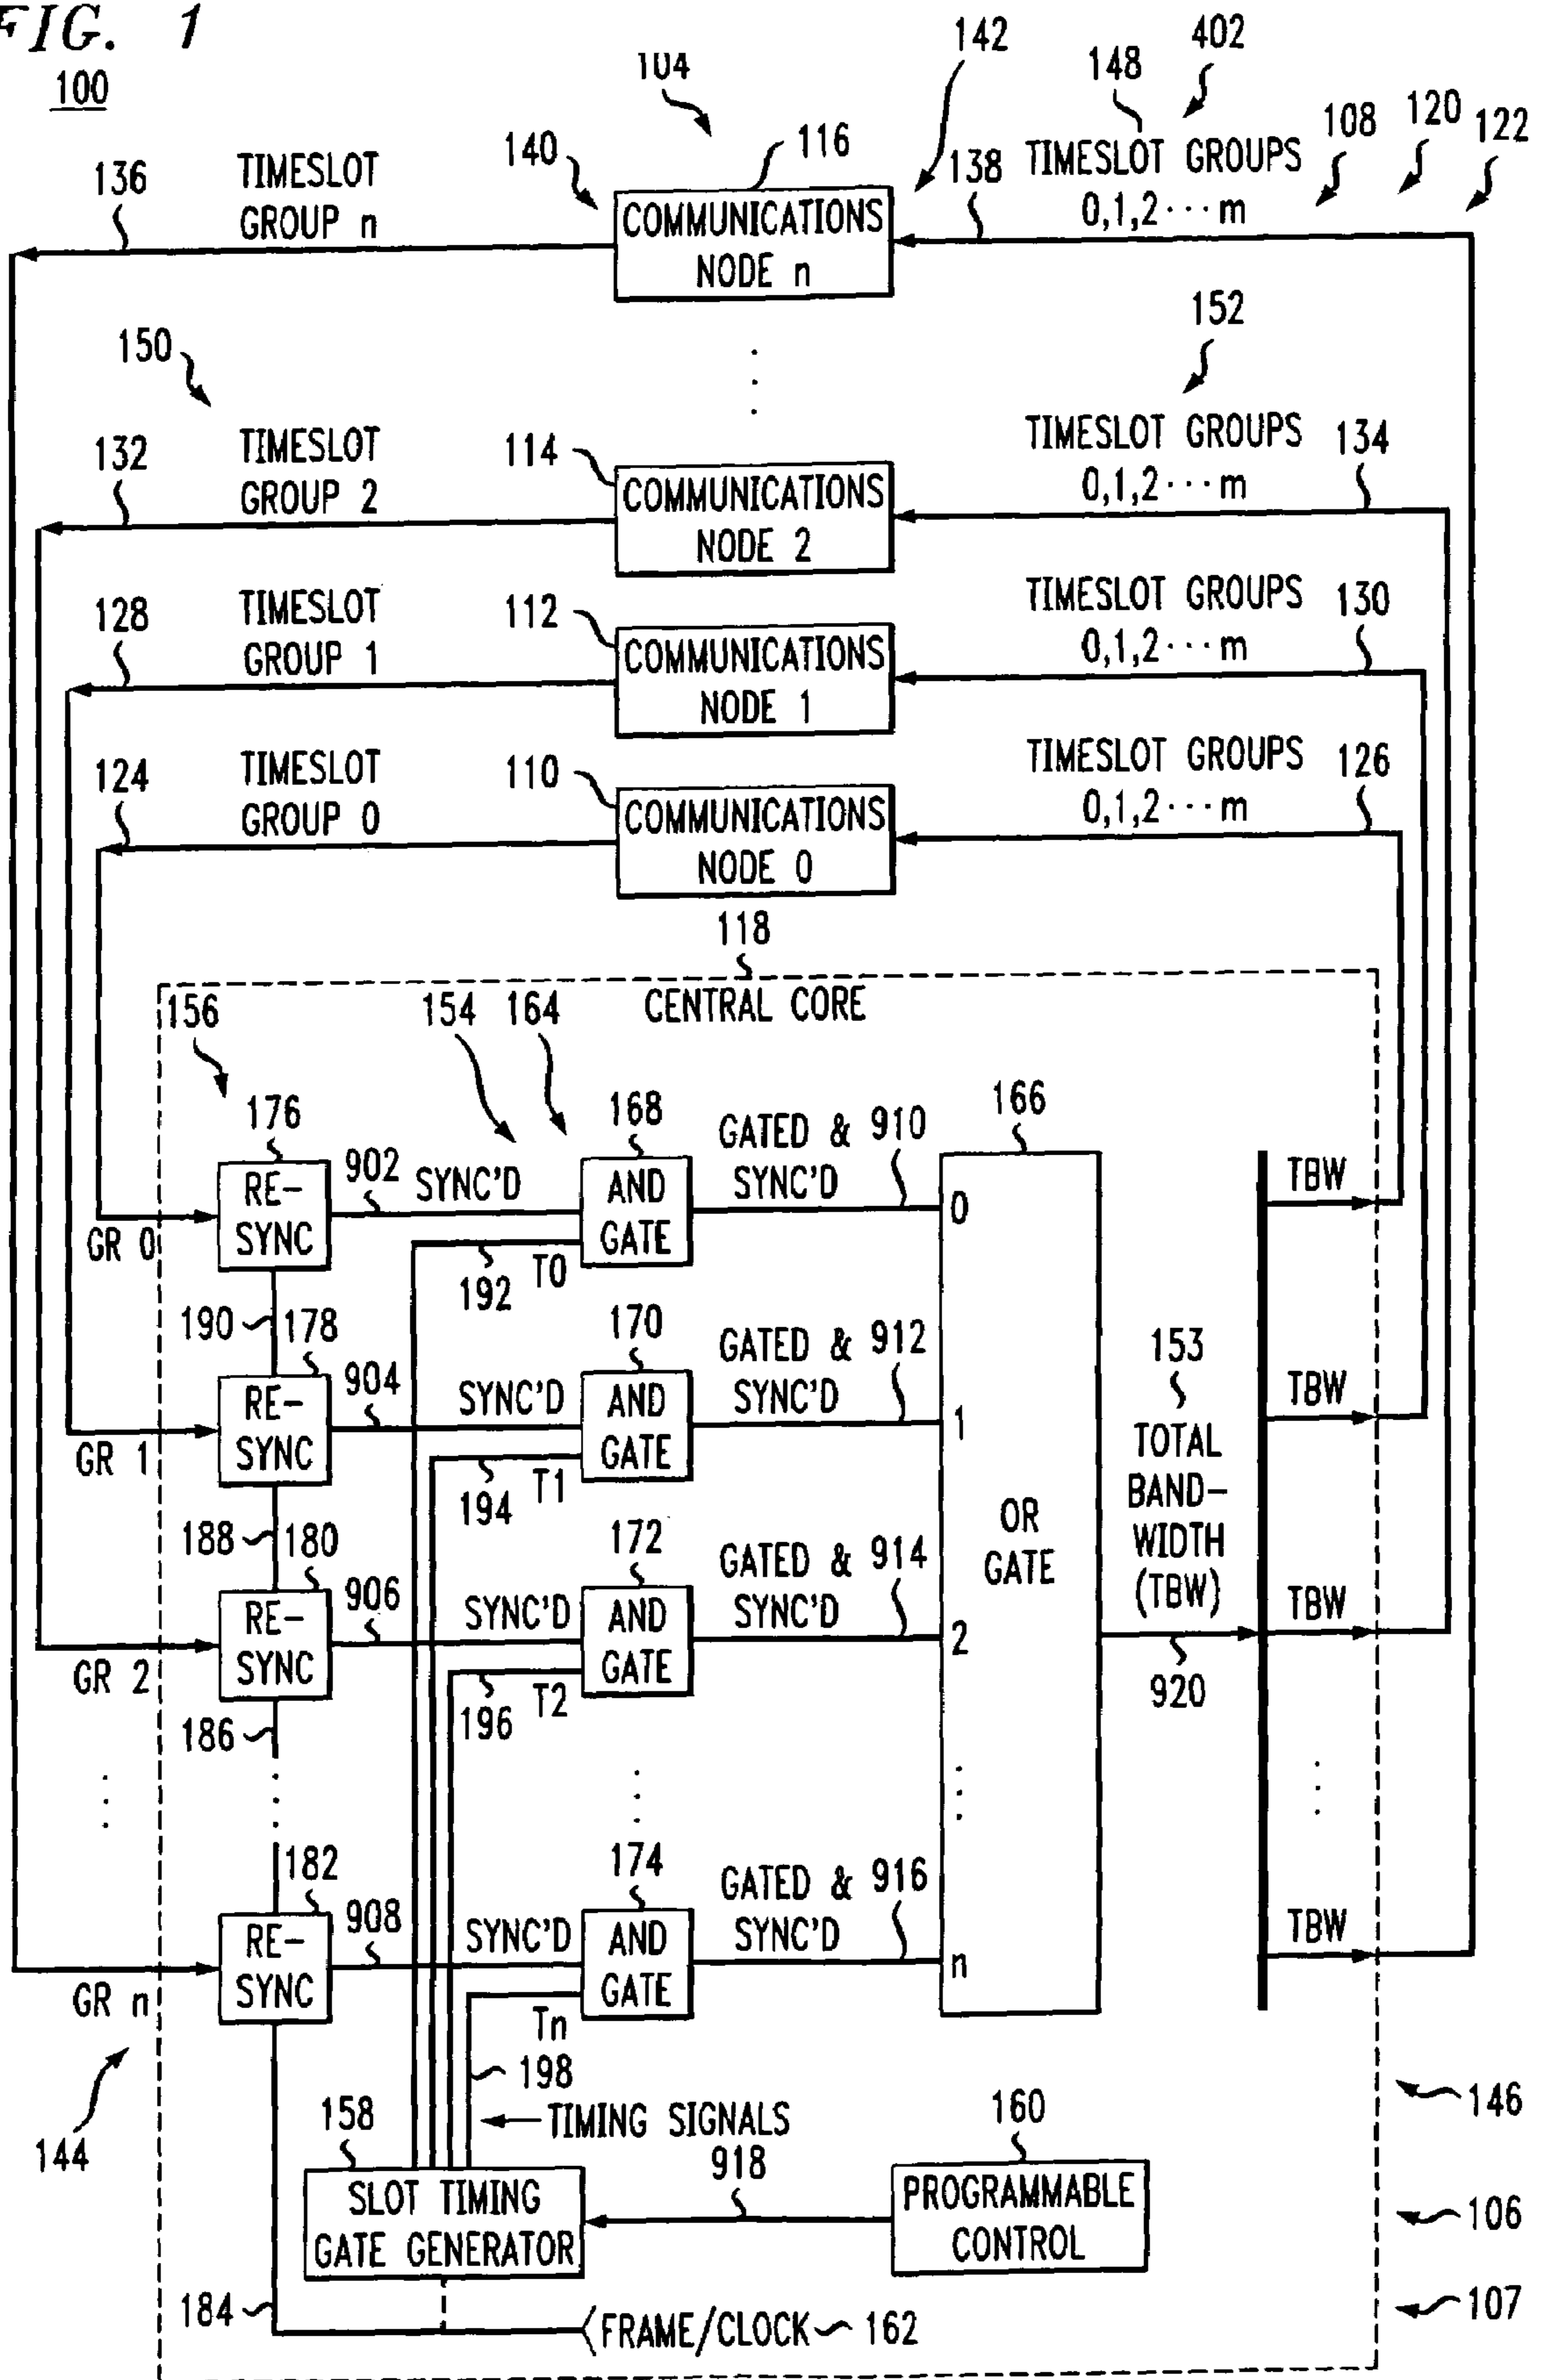 FIG. 1
100
104
142
148
402
108
120
122
136
TIMESLOT
GROUP n
140
116
COMMUNICATIONS
NODE n
138
TIMESLOT GROUPS
0,1,2···m
150
152
132
TIMESLOT
GROUP 2
114
COMMUNICATIONS
NODE 2
TIMESLOT GROUPS
0,1,2···m
134
128
TIMESLOT
GROUP 1
112
COMMUNICATIONS
NODE 1
TIMESLOT GROUPS
0,1,2···m
130
124
TIMESLOT
GROUP 0
110
COMMUNICATIONS
NODE 0
TIMESLOT GROUPS
0,1,2···m
126
118
CENTRAL CORE
156
154
164
176
RE-
SYNC
GR 0
902
SYNC'D
168
AND
GATE
192
T0
GATED & 910
SYNC'D
0
166
OR
GATE
TBW
190
178
RE-
SYNC
GR 1
904
SYNC'D
170
AND
GATE
194
T1
GATED & 912
SYNC'D
1
153
TOTAL
BAND-
WIDTH
(TBW)
TBW
188
180
RE-
SYNC
GR 2
906
SYNC'D
172
AND
GATE
196
T2
GATED & 914
SYNC'D
2
920
TBW
186
182
RE-
SYNC
GR n
908
SYNC'D
174
AND
GATE
Tn
198
GATED & 916
SYNC'D
n
TBW
144
158
TIMING SIGNALS
SLOT TIMING
GATE GENERATOR
918
160
PROGRAMMABLE
CONTROL
146
106
107
184
FRAME/CLOCK
162